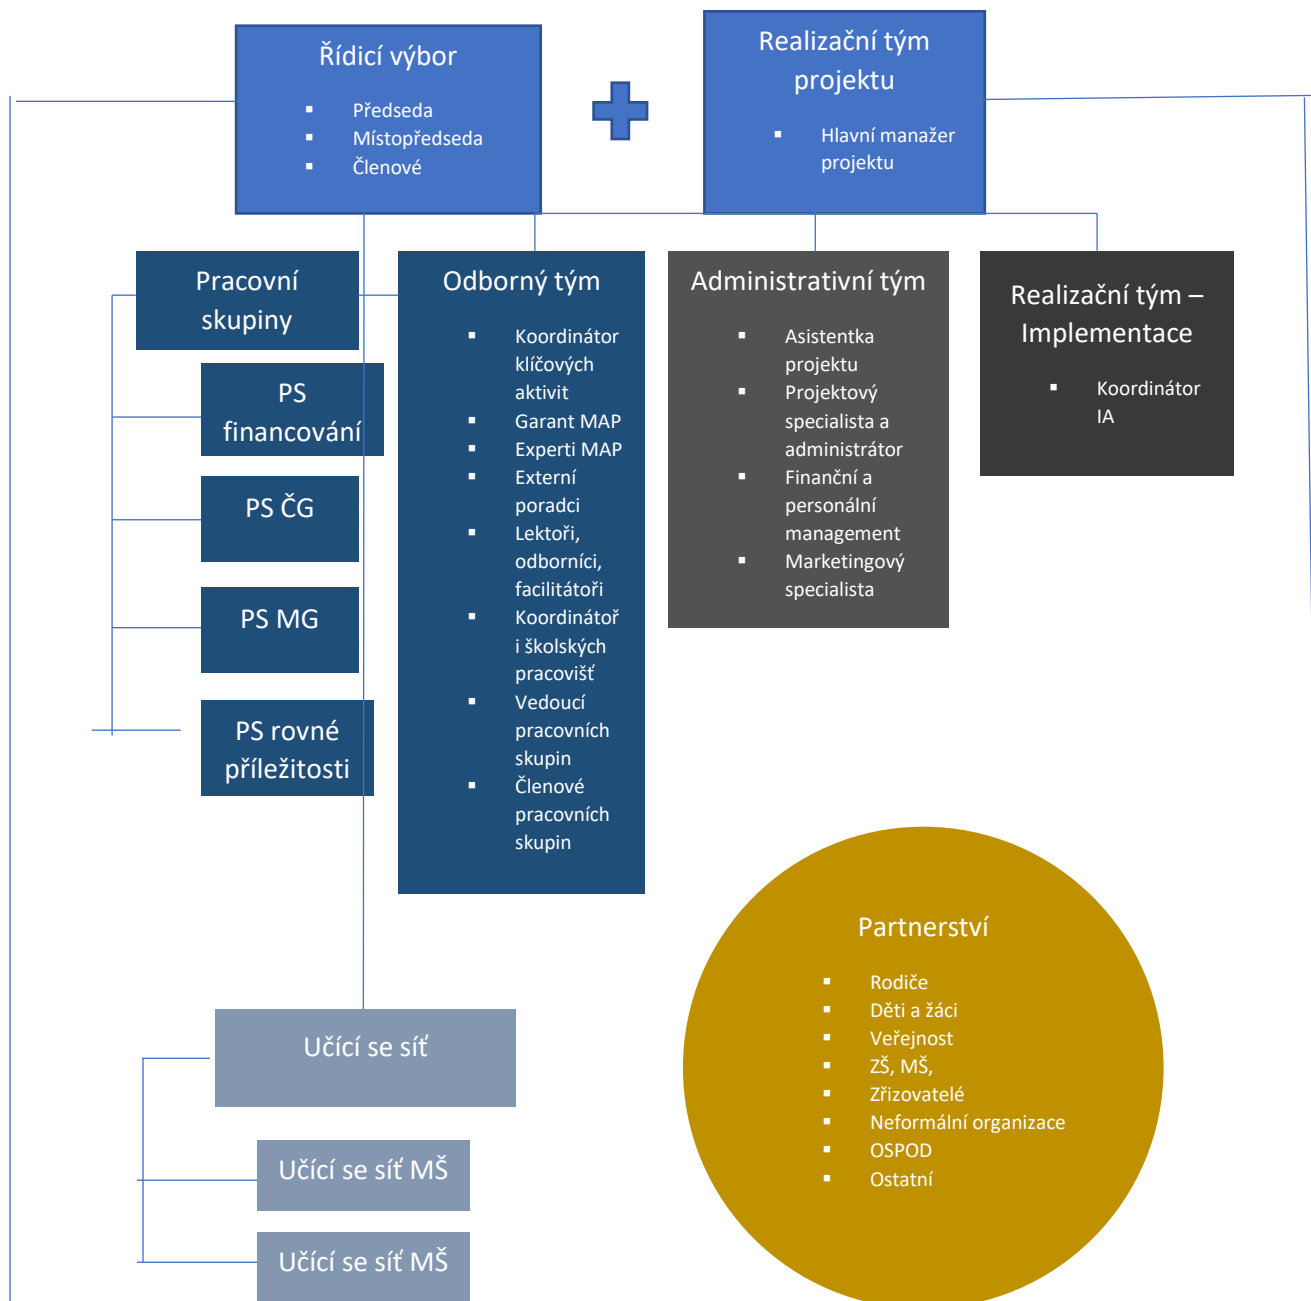 Řídicí výbor
▪ Předseda
▪ Místopředseda
▪ Členové
Realizační tým
projektu
▪ Hlavní manažer
projektu
Pracovní
skupiny
PS
financování
PS ČG
PS MG
PS rovné
příležitosti
Odborný tým
▪ Koordinátor
klíčových
aktivit
▪ Garant MAP
▪ Experti MAP
▪ Externí
poradci
▪ Lektoři,
odborníci,
facilitátoři
▪ Koordinátoř
i školských
pracovišť
▪ Vedoucí
pracovních
skupin
▪ Členové
pracovních
skupin
Administrativní tým
▪ Asistentka
projektu
▪ Projektový
specialista a
administrátor
▪ Finanční a
personální
management
▪ Marketingový
specialista
Realizační tým –
Implementace
▪ Koordinátor
IA
Učící se síť
Učící se síť MŠ
Učící se síť MŠ
Partnerství
▪ Rodiče
▪ Děti a žáci
▪ Veřejnost
▪ ZŠ, MŠ,
▪ Zřizovatelé
▪ Neformální organizace
▪ OSPOD
▪ Ostatní